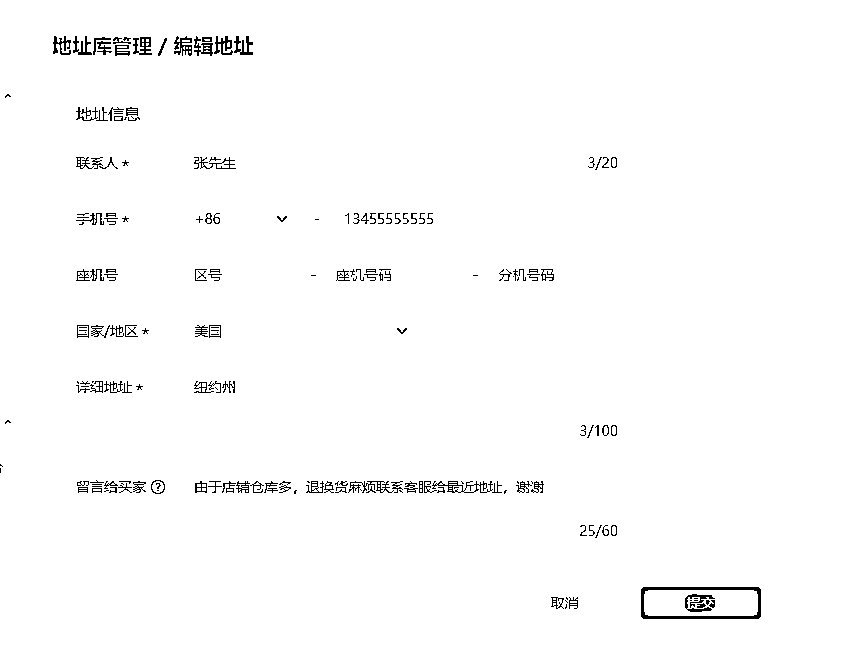 地址库管理 / 编辑地址
地址信息
联系人 * 张先生 3/20
手机号 * +86 - 13455555555
座机号 区号 - 座机号码 - 分机号码
国家/地区 * 美国
详细地址 * 纽约州
3/100
留言给买家 ? 由于店铺仓库多，退换货麻烦联系客服给最近地址，谢谢
25/60
取消 提交